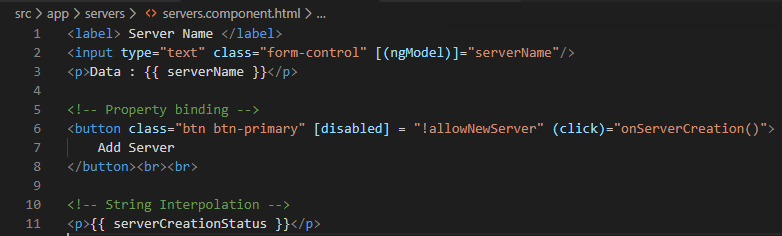 src > app > servers > <> servers.component.html > ...
1 <label> Server Name </label>
2 <input type="text" class="form-control" [(ngModel)]="serverName"/>
3 <p>Data : {{ serverName }}</p>
4
5 <!-- Property binding -->
6 <button class="btn btn-primary" [disabled] = "!allowNewServer" (click)="onServerCreation()">
7     Add Server
8 </button><br><br>
9
10 <!-- String Interpolation -->
11 <p>{{ serverCreationStatus }}</p>